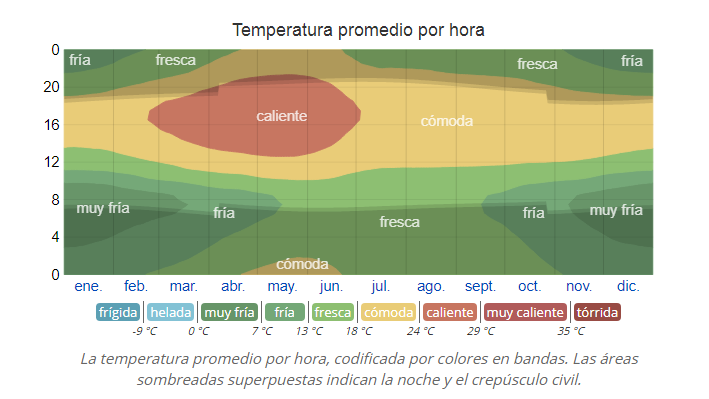 Temperatura promedio por hora
0
fría
fresca
fresca
fría
20
caliente
16
cómoda
12
8
muy fría
fría
fría
muy fría
fresca
4
cómoda
0
ene. feb. mar. abr. may. jun. jul. ago. sept. oct. nov. dic.
frígida helada muy fría fría fresca cómoda caliente muy caliente tórrida
-9 °C 0 °C 7 °C 13 °C 18 °C 24 °C 29 °C 35 °C
La temperatura promedio por hora, codificada por colores en bandas. Las áreas
sombreadas superpuestas indican la noche y el crepúsculo civil.